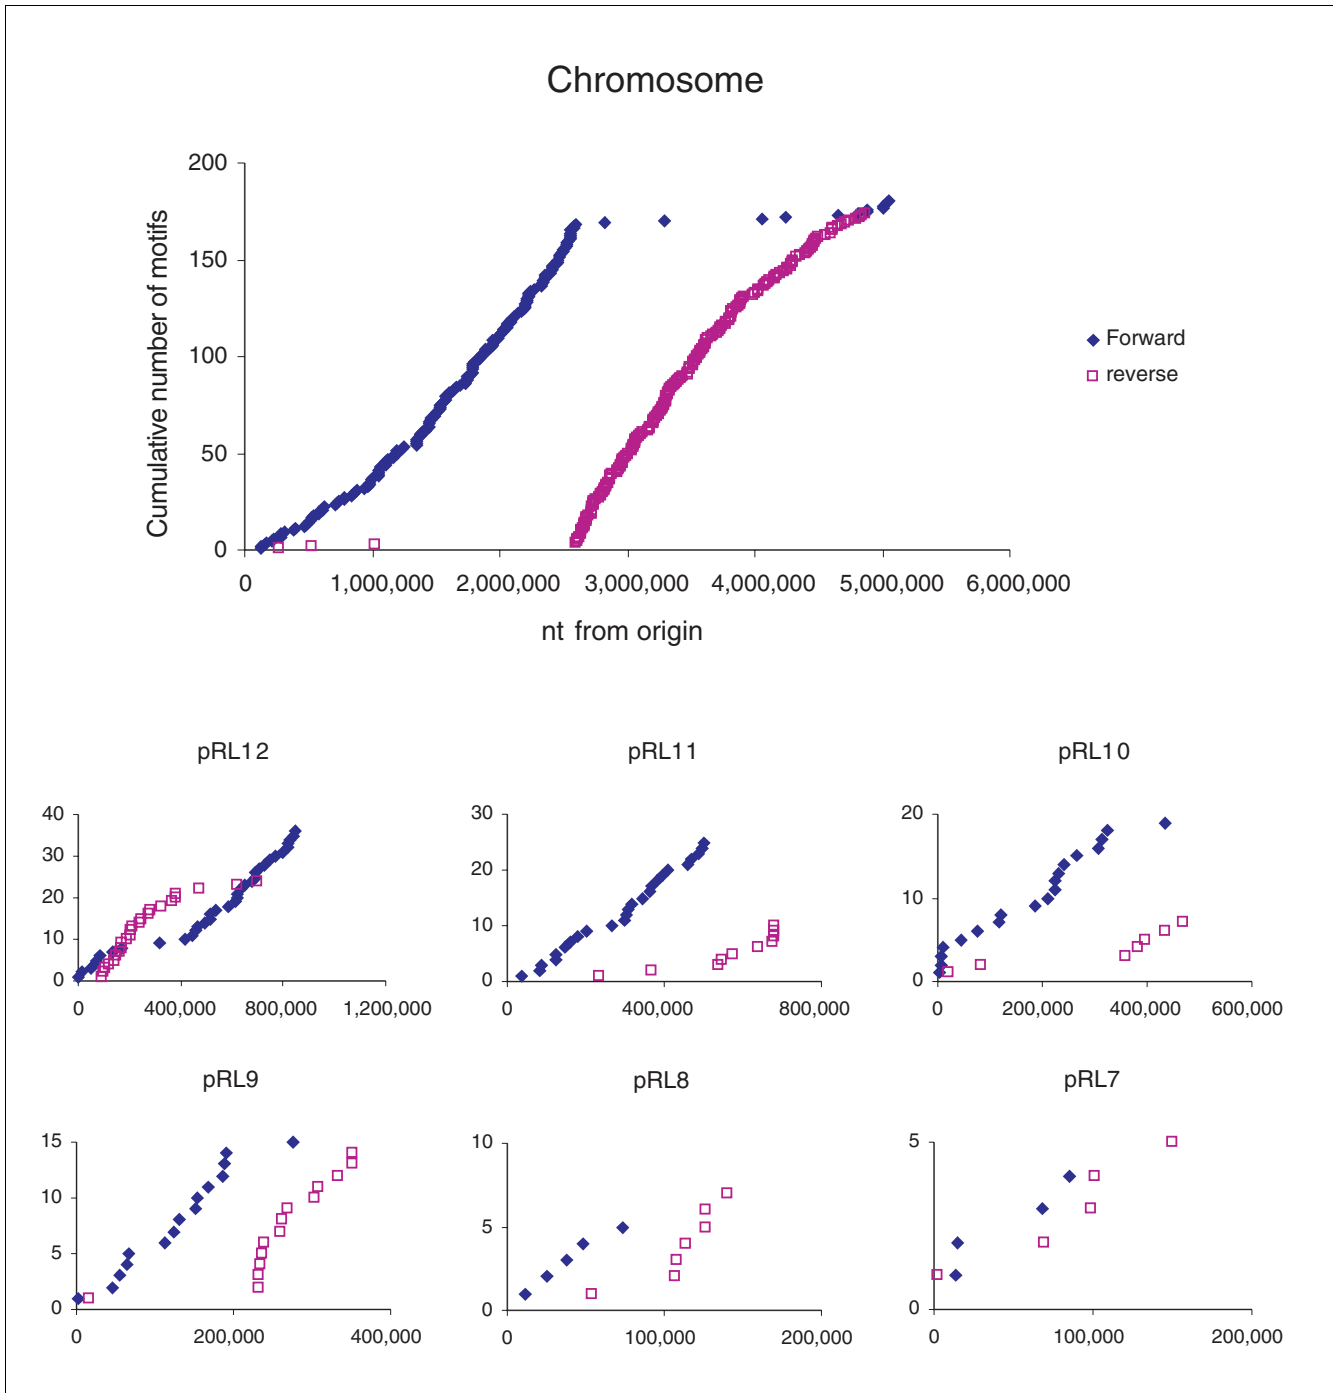 Chromosome
200
150
100
50
0
Cumulative number of motifs
0 1,000,000 2,000,000 3,000,000 4,000,000 5,000,000 6,000,000
nt from origin
Forward
reverse
pRL12
40
30
20
10
0
0 400,000 800,000 1,200,000
pRL11
30
20
10
0
0 400,000 800,000
pRL10
20
10
0
0 200,000 400,000 600,000
pRL9
15
10
5
0
0 200,000 400,000
pRL8
10
5
0
0 100,000 200,000
pRL7
5
0
0 100,000 200,000